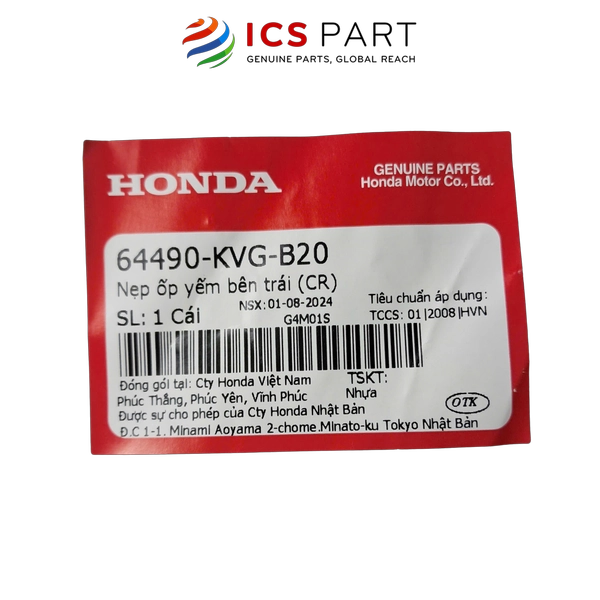 ICS PART
GENUINE PARTS, GLOBAL REACH
HONDA
GENUINE PARTS
Honda Motor Co., Ltd.
64490-KVG-B20
Nẹp ốp yếm bên trái (CR)
NSX: 01-08-2024
Tiêu chuẩn áp dụng:
SL: 1 Cái
G4M01S
TCCS: 01|2008|HVN
Đóng gói tại: Cty Honda Việt Nam
TSKT:
Phúc Thắng, Phúc Yên, Vĩnh Phúc
Nhựa
Được sự cho phép của Cty Honda Nhật Bản
OTK
Đ.C 1-1. Minami Aoyama 2-chome.Minato-ku Tokyo Nhật Bản